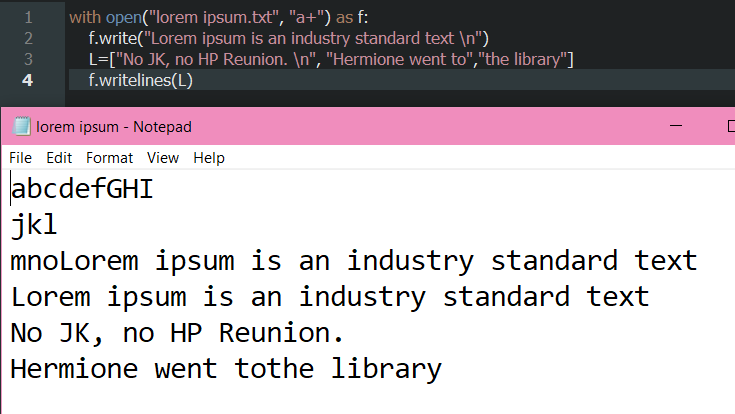 1 with open("lorem ipsum.txt", "a+") as f:
2 f.write("Lorem ipsum is an industry standard text \n")
3 L=["No JK, no HP Reunion. \n", "Hermione went to","the library"]
4 f.writelines(L)
lorem ipsum - Notepad
File Edit Format View Help
abcdefGHI
jkl
mnoLorem ipsum is an industry standard text
Lorem ipsum is an industry standard text
No JK, no HP Reunion.
Hermione went tothe library